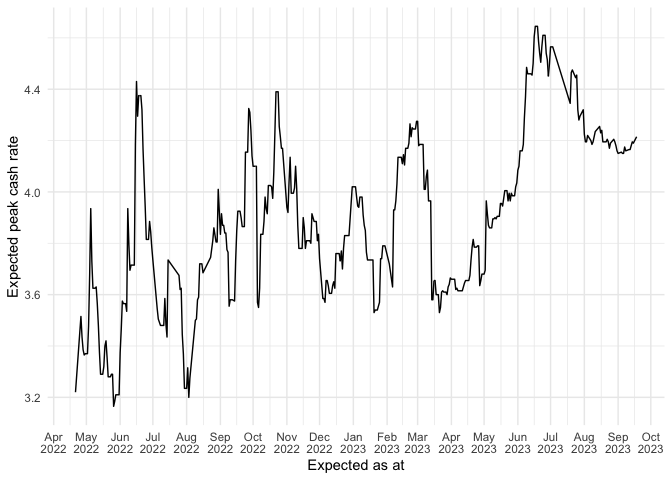 Expected peak cash rate
4.4
4.0
3.6
3.2
Apr May Jun Jul Aug Sep Oct Nov Dec Jan Feb Mar Apr May Jun Jul Aug Sep Oct
2022 2022 2022 2022 2022 2022 2022 2022 2022 2023 2023 2023 2023 2023 2023 2023 2023 2023 2023
Expected as at